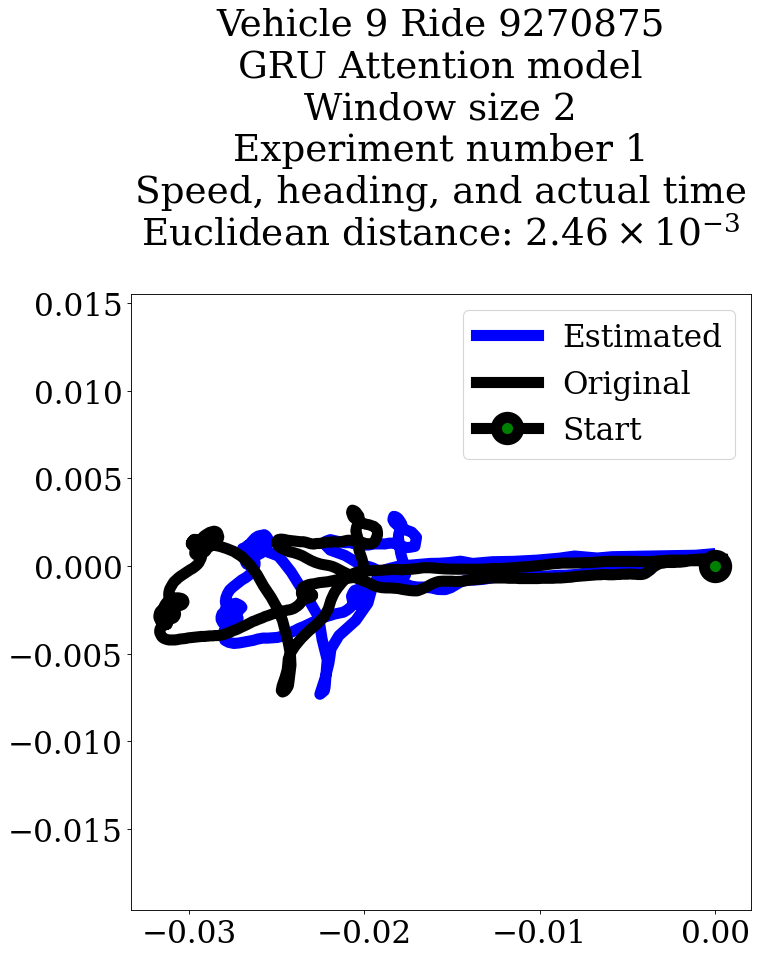 Vehicle 9 Ride 9270875
GRU Attention model
Window size 2
Experiment number 1
Speed, heading, and actual time
Euclidean distance: 2.46 × 10⁻³
0.015
0.010
0.005
0.000
−0.005
−0.010
−0.015
Estimated
Original
Start
−0.03 −0.02 −0.01 0.00